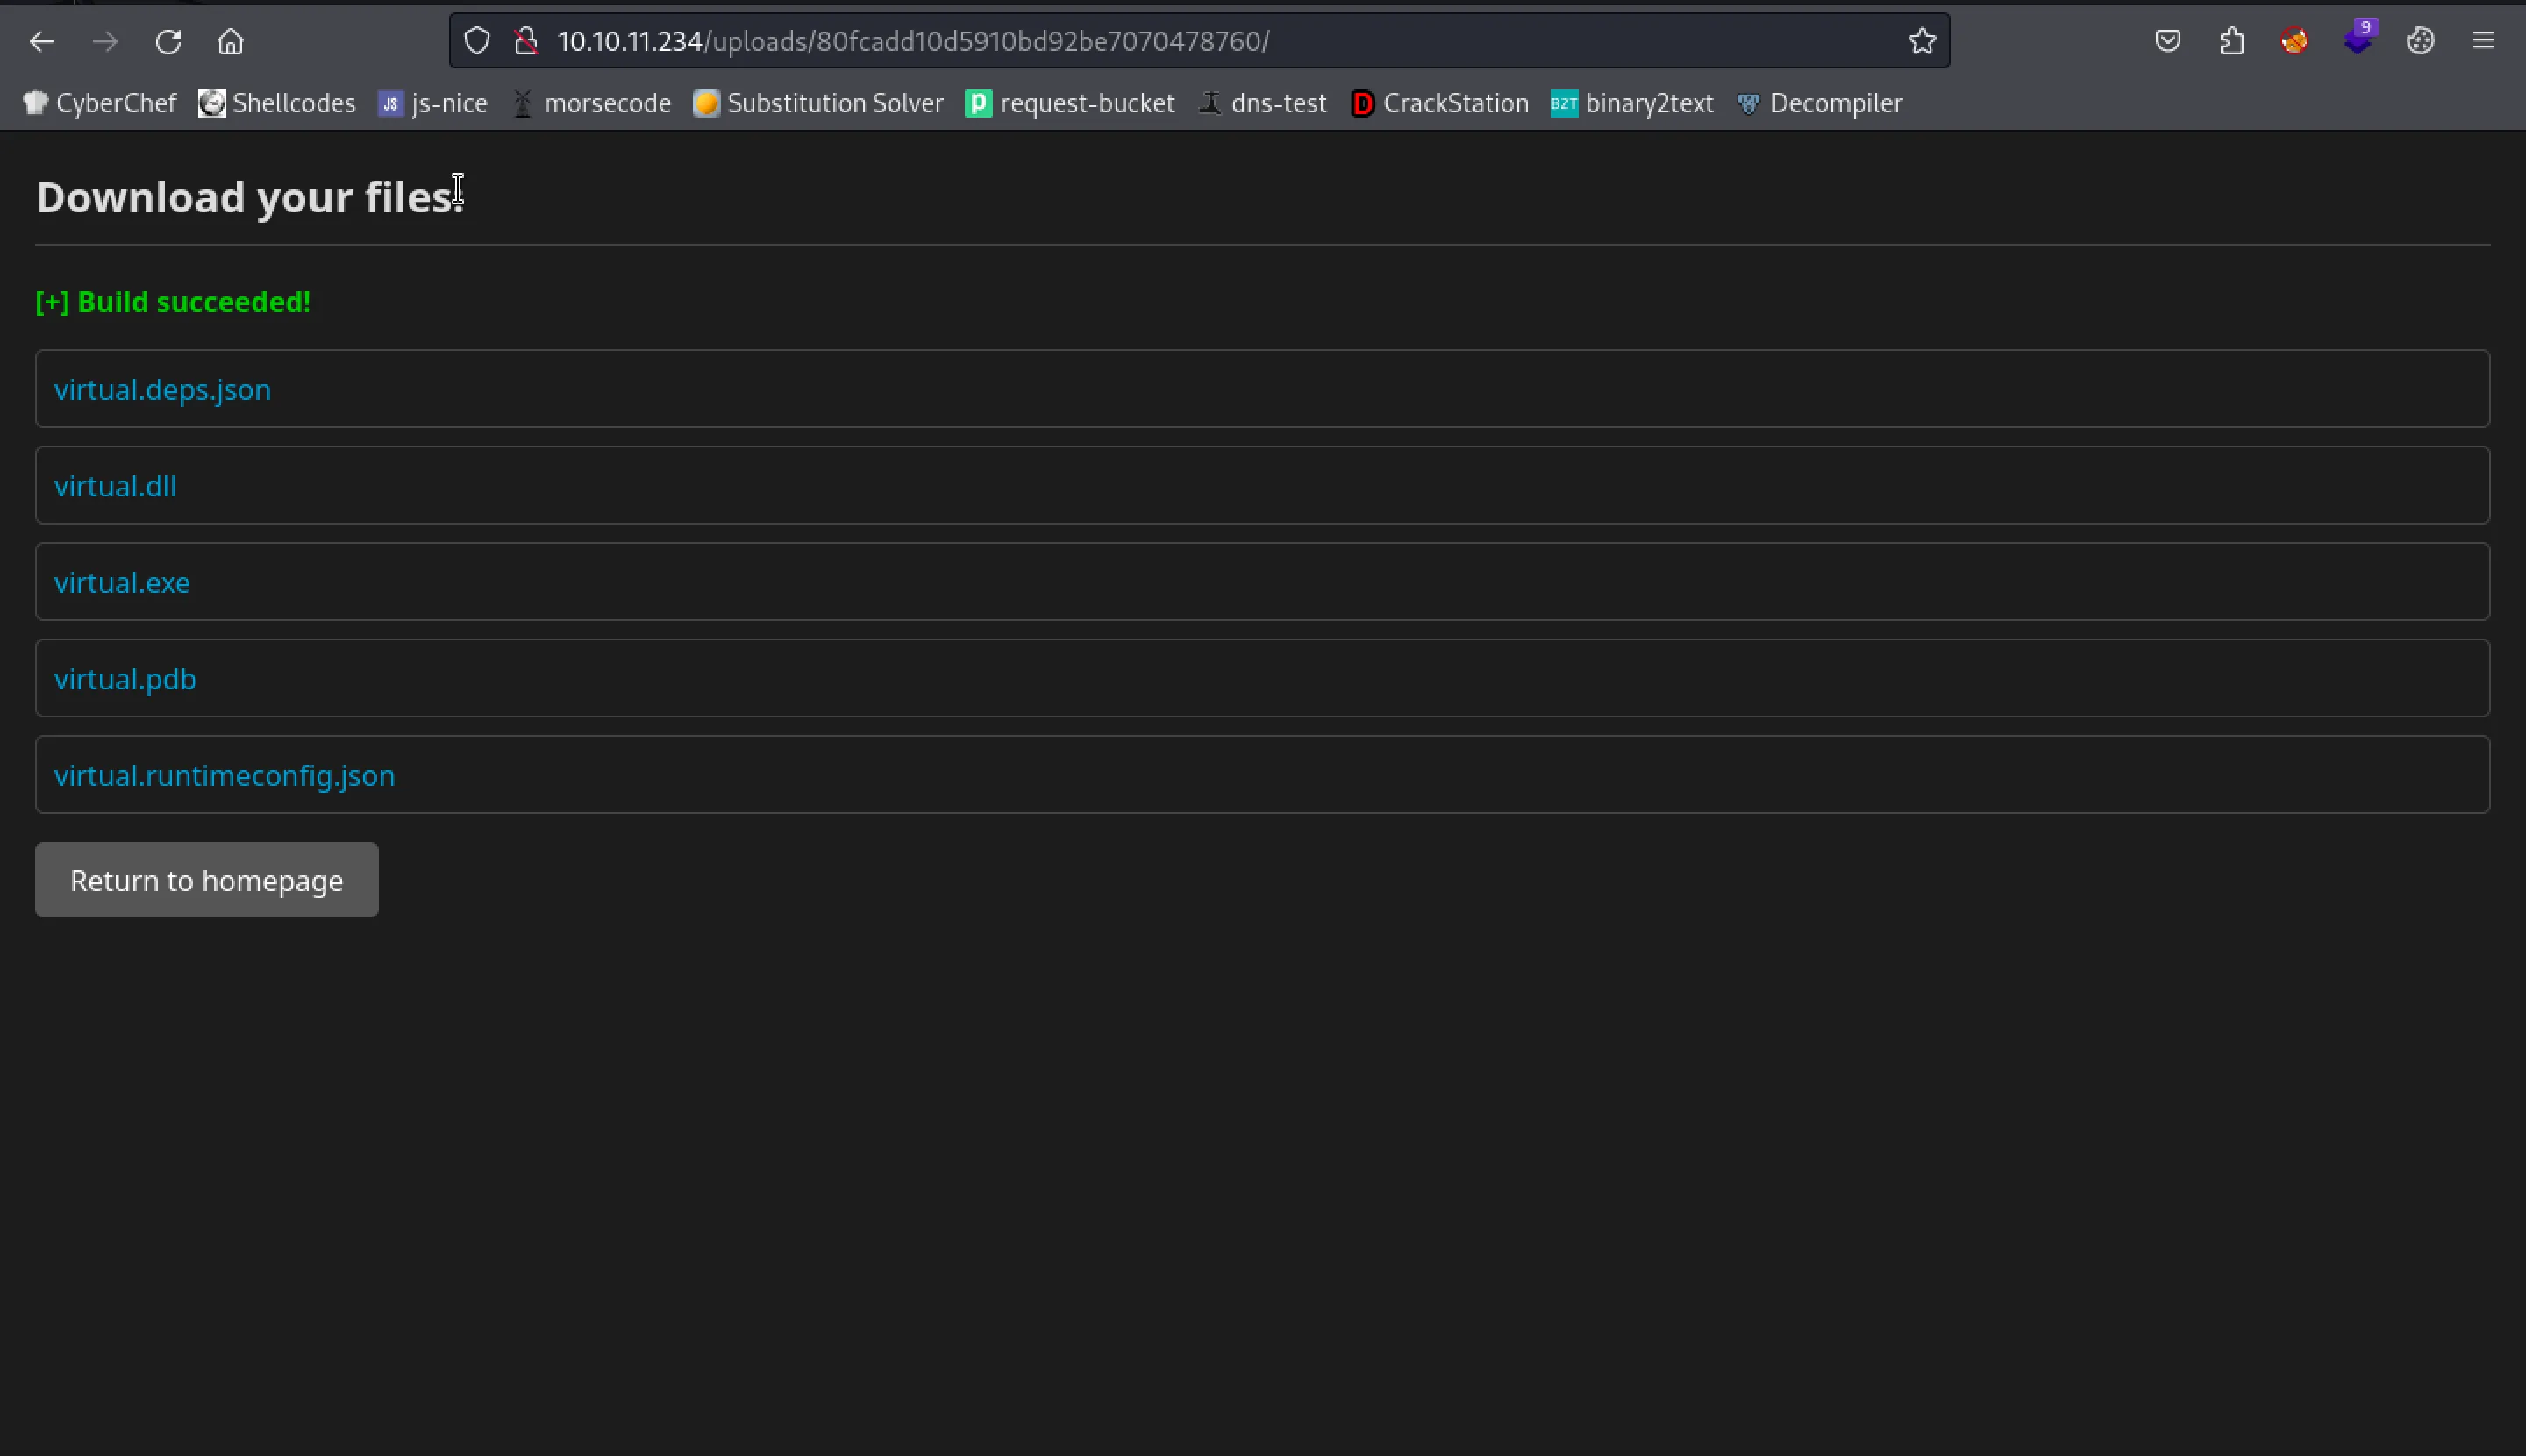 10.10.11.234/uploads/80fcadd10d5910bd92be7070478760/
9
CyberChef Shellcodes JS js-nice morsecode Substitution Solver p request-bucket dns-test D CrackStation B2T binary2text Decompiler
Download your files:
[+] Build succeeded!
virtual.deps.json
virtual.dll
virtual.exe
virtual.pdb
virtual.runtimeconfig.json
Return to homepage